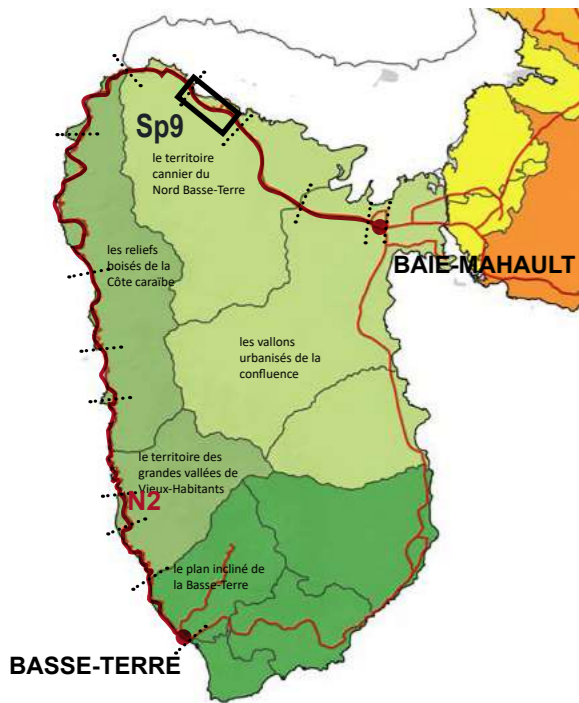 Sp9
le territoire
cannier du
Nord Basse-Terre
les reliefs
boisés de la
Côte caraïbe
BAIE-MAHAULT
les vallons
urbanisés de la
confluence
le territoire des
grandes vallées de
Vieux-Habitants
N2
le plan incliné de
la Basse-Terre
BASSE-TERRE